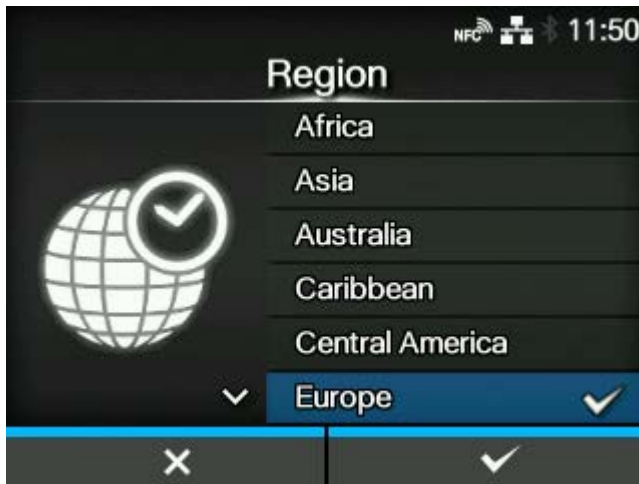 NFC 11:50
Region
Africa
Asia
Australia
Caribbean
Central America
Europe